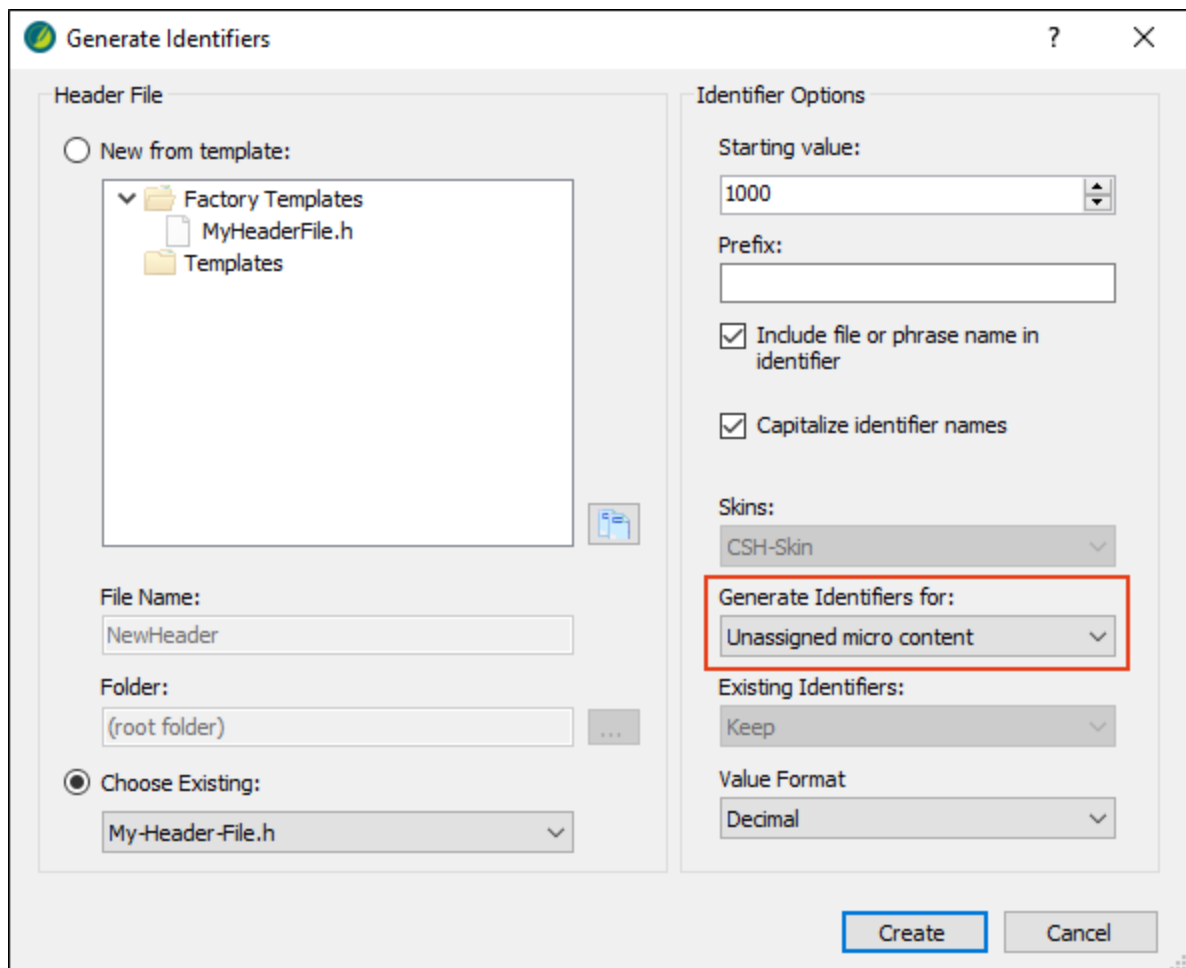 Generate Identifiers
?
Header File
New from template:
Factory Templates
MyHeaderFile.h
Templates
File Name:
NewHeader
Folder:
(root folder)
...
Choose Existing:
My-Header-File.h
Identifier Options
Starting value:
1000
Prefix:
Include file or phrase name in
identifier
Capitalize identifier names
Skins:
CSH-Skin
Generate Identifiers for:
Unassigned micro content
Existing Identifiers:
Keep
Value Format
Decimal
Create
Cancel